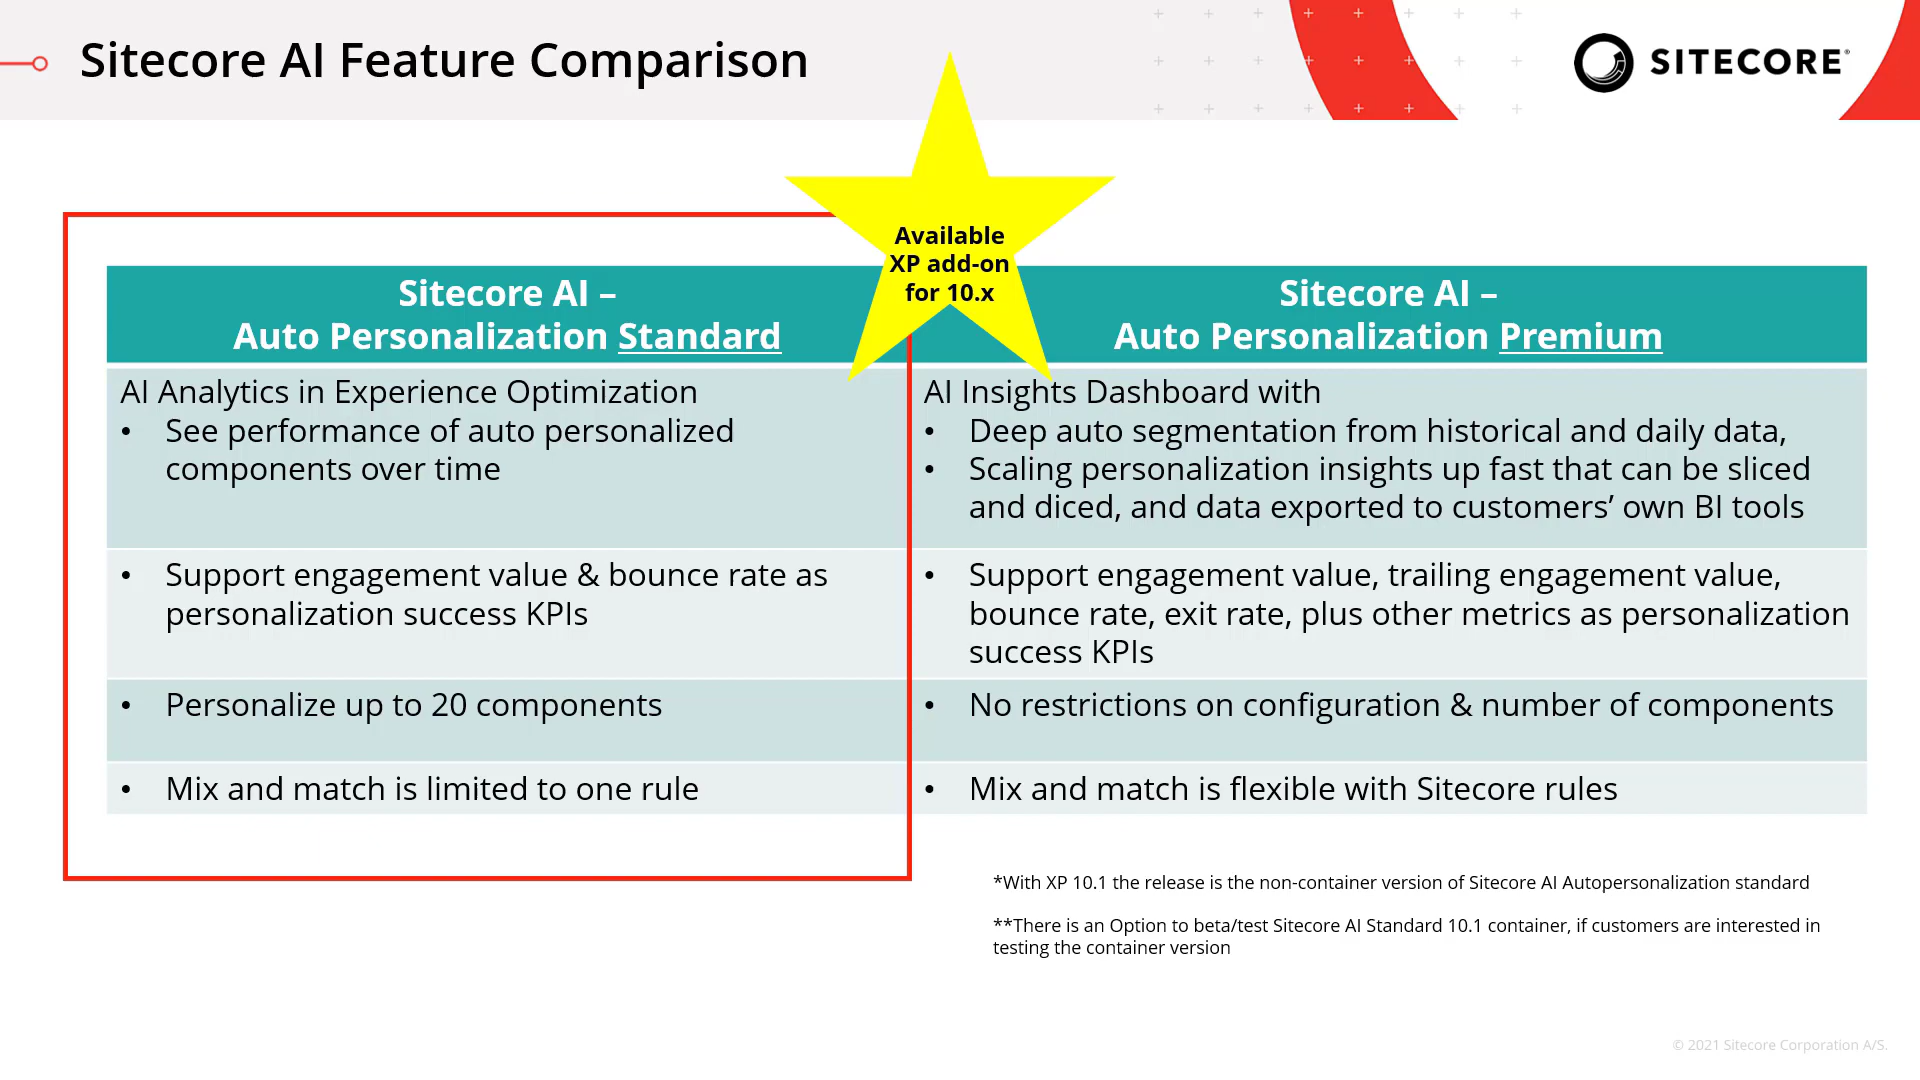 Sitecore AI Feature Comparison
SITECORE®
Available
XP add-on
for 10.x
Sitecore AI –
Auto Personalization Standard
Sitecore AI –
Auto Personalization Premium
AI Analytics in Experience Optimization
• See performance of auto personalized
components over time
AI Insights Dashboard with
• Deep auto segmentation from historical and daily data,
• Scaling personalization insights up fast that can be sliced
and diced, and data exported to customers’ own BI tools
• Support engagement value & bounce rate as
personalization success KPIs
• Support engagement value, trailing engagement value,
bounce rate, exit rate, plus other metrics as personalization
success KPIs
• Personalize up to 20 components
• No restrictions on configuration & number of components
• Mix and match is limited to one rule
• Mix and match is flexible with Sitecore rules
*With XP 10.1 the release is the non-container version of Sitecore AI Autopersonalization standard
**There is an Option to beta/test Sitecore AI Standard 10.1 container, if customers are interested in
testing the container version
© 2021 Sitecore Corporation A/S.